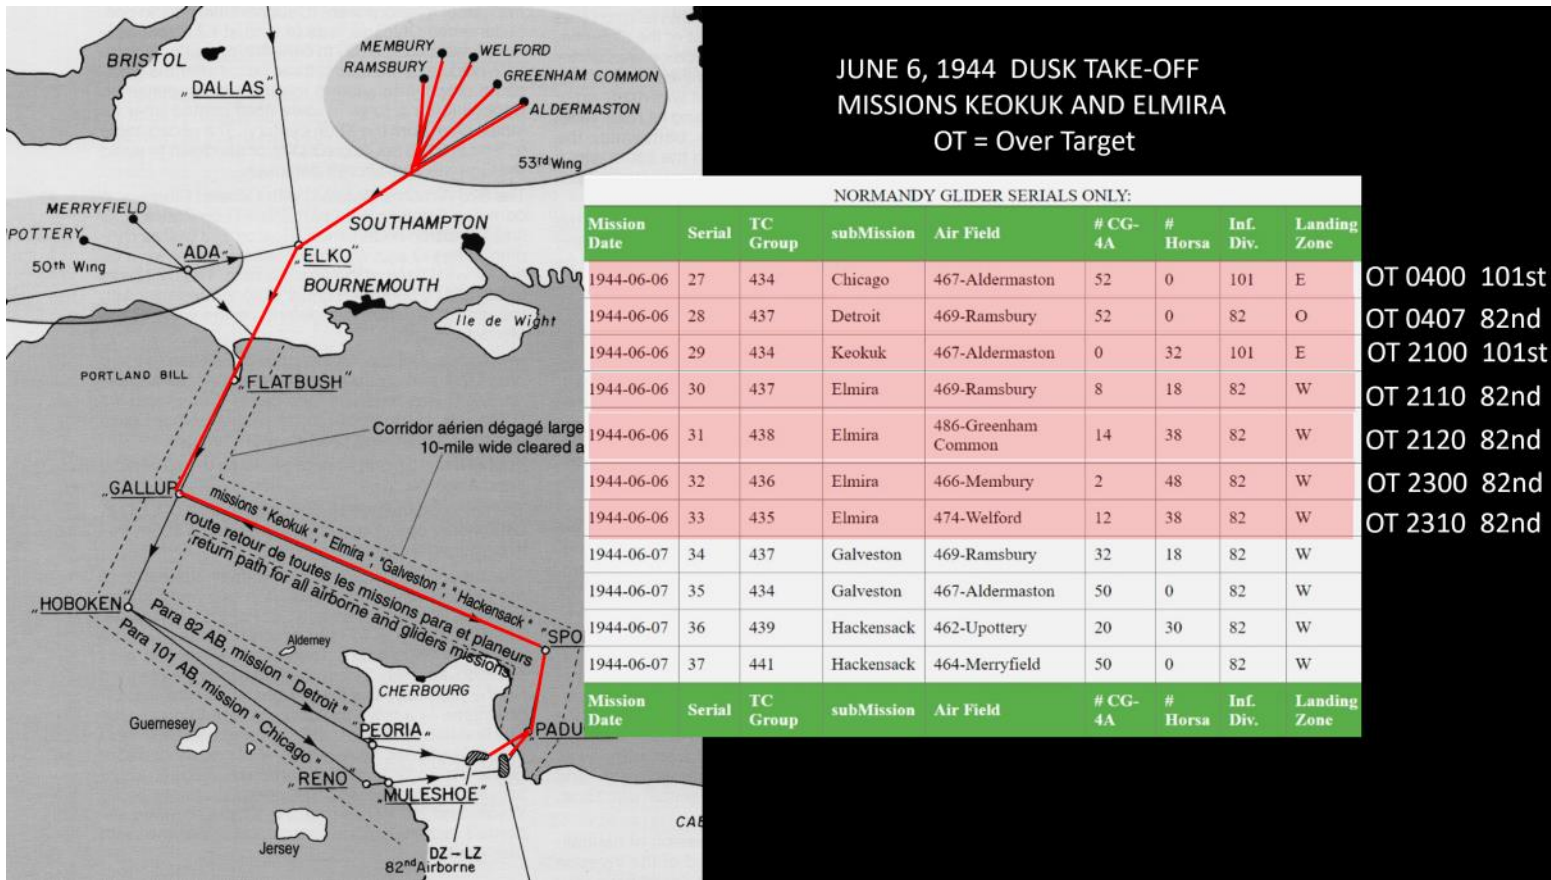 JUNE 6, 1944 DUSK TAKE-OFF
MISSIONS KEOKUK AND ELMIRA
OT = Over Target
BRISTOL
„DALLAS"
MEMBURY
WELFORD
RAMSBURY
GREENHAM COMMON
ALDERMASTON
53rd Wing
MERRYFIELD
POTTERY
„ADA„
50th Wing
SOUTHAMPTON
„ELKO"
BOURNEMOUTH
Ile de Wight
PORTLAND BILL
„FLATBUSH"
Corridor aérien dégagé large
10-mile wide cleared a
„GALLUP"
missions "Keokuk", "Elmira", "Galveston", "Hackensack"
route retour de toutes les missions para et planeurs
return path for all airborne and gliders missions
„HOBOKEN"
Para 82 AB, mission "Detroit"
Para 101 AB, mission "Chicago"
Alderney
"SPO
CHERBOURG
Guernesey
„PEORIA„
„PADU
„RENO"
„MULESHOE"
Jersey
DZ – LZ
82nd Airborne
CAE
NORMANDY GLIDER SERIALS ONLY:
Mission Date Serial TC Group subMission Air Field # CG-4A # Horsa Inf. Div. Landing Zone
1944-06-06 27 434 Chicago 467-Aldermaston 52 0 101 E OT 0400 101st
1944-06-06 28 437 Detroit 469-Ramsbury 52 0 82 O OT 0407 82nd
1944-06-06 29 434 Keokuk 467-Aldermaston 0 32 101 E OT 2100 101st
1944-06-06 30 437 Elmira 469-Ramsbury 8 18 82 W OT 2110 82nd
1944-06-06 31 438 Elmira 486-Greenham Common 14 38 82 W OT 2120 82nd
1944-06-06 32 436 Elmira 466-Membury 2 48 82 W OT 2300 82nd
1944-06-06 33 435 Elmira 474-Welford 12 38 82 W OT 2310 82nd
1944-06-07 34 437 Galveston 469-Ramsbury 32 18 82 W
1944-06-07 35 434 Galveston 467-Aldermaston 50 0 82 W
1944-06-07 36 439 Hackensack 462-Upottery 20 30 82 W
1944-06-07 37 441 Hackensack 464-Merryfield 50 0 82 W
Mission Date Serial TC Group subMission Air Field # CG-4A # Horsa Inf. Div. Landing Zone